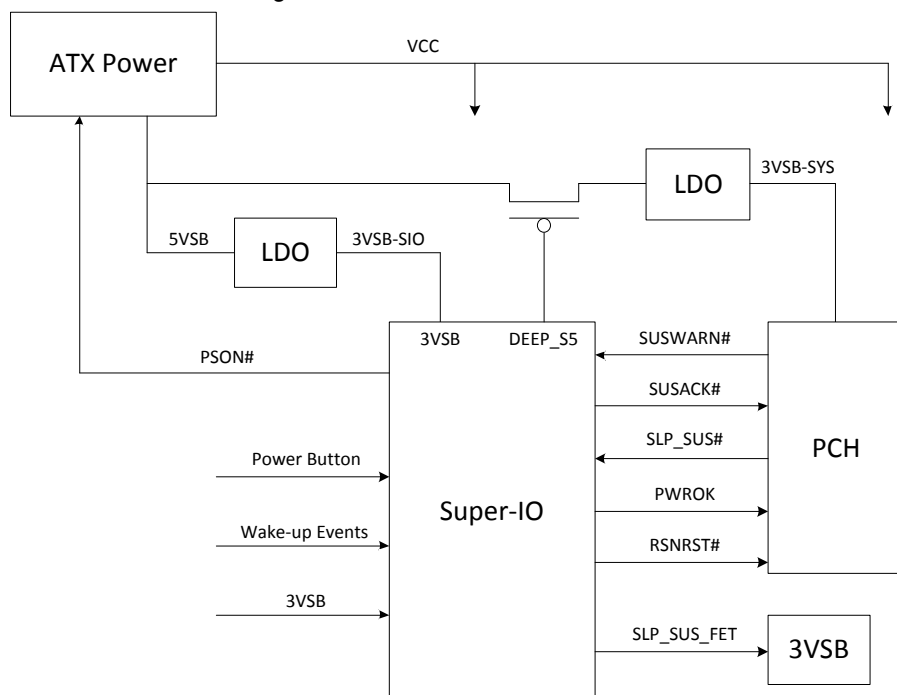 VCC
ATX Power
LDO
3VSB-SYS
5VSB
LDO
3VSB-SIO
3VSB
DEEP_S5
PSON#
SUSWARN#
SUSACK#
SLP_SUS#
PCH
Power Button
PWROK
Super-IO
Wake-up Events
RSNRST#
3VSB
SLP_SUS_FET
3VSB